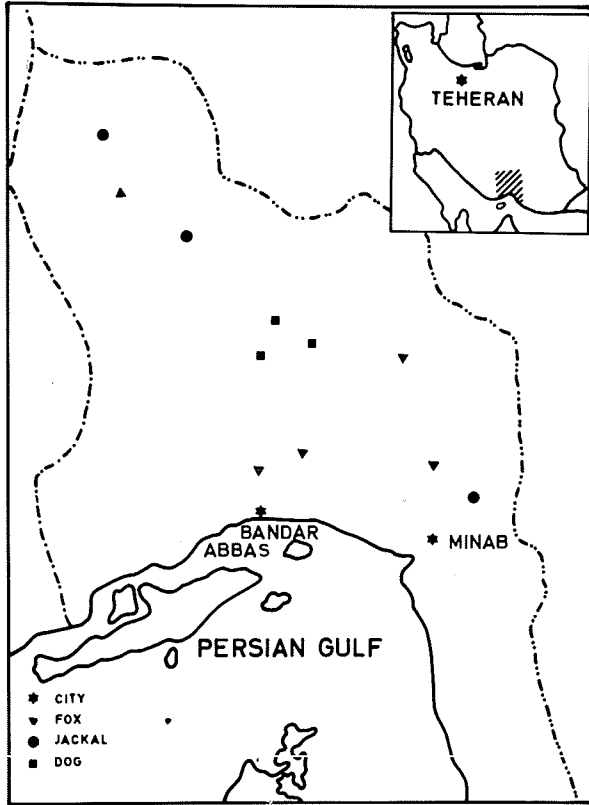 TEHERAN
BANDAR
ABBAS
MINAB
PERSIAN GULF
CITY
FOX
JACKAL
DOG